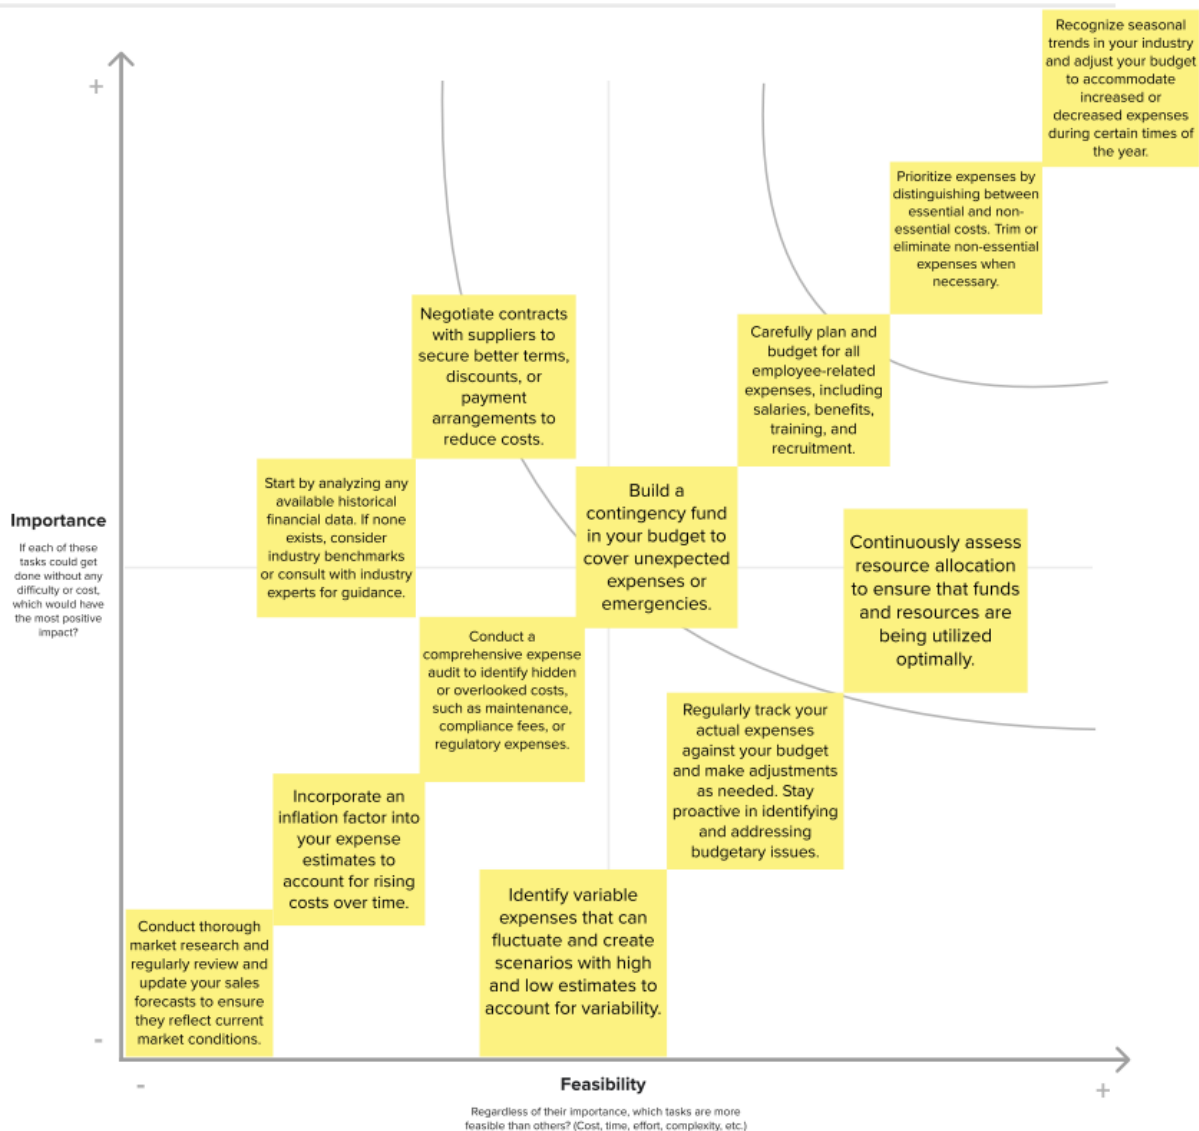 Recognize seasonal
trends in your industry
and adjust your budget
to accommodate
increased or
decreased expenses
during certain times of
the year.
+
Prioritize expenses by
distinguishing between
essential and non-
essential costs. Trim or
eliminate non-essential
expenses when
necessary.
Negotiate contracts
with suppliers to
secure better terms,
discounts, or
payment
arrangements to
reduce costs.
Carefully plan and
budget for all
employee-related
expenses, including
salaries, benefits,
training, and
recruitment.
Start by analyzing any
available historical
financial data. If none
exists, consider
industry benchmarks
or consult with industry
experts for guidance.
Build a
contingency fund
in your budget to
cover unexpected
expenses or
emergencies.
Continuously assess
resource allocation
to ensure that funds
and resources are
being utilized
optimally.
Importance
If each of these
tasks could get
done without any
difficulty or cost,
which would have
the most positive
impact?
Conduct a
comprehensive expense
audit to identify hidden
or overlooked costs,
such as maintenance,
compliance fees, or
regulatory expenses.
Regularly track your
actual expenses
against your budget
and make adjustments
as needed. Stay
proactive in identifying
and addressing
budgetary issues.
Incorporate an
inflation factor into
your expense
estimates to
account for rising
costs over time.
Identify variable
expenses that can
fluctuate and create
scenarios with high
and low estimates to
account for variability.
Conduct thorough
market research and
regularly review and
update your sales
forecasts to ensure
they reflect current
market conditions.
-
-
Feasibility
+
Regardless of their importance, which tasks are more
feasible than others? (Cost, time, effort, complexity, etc.)